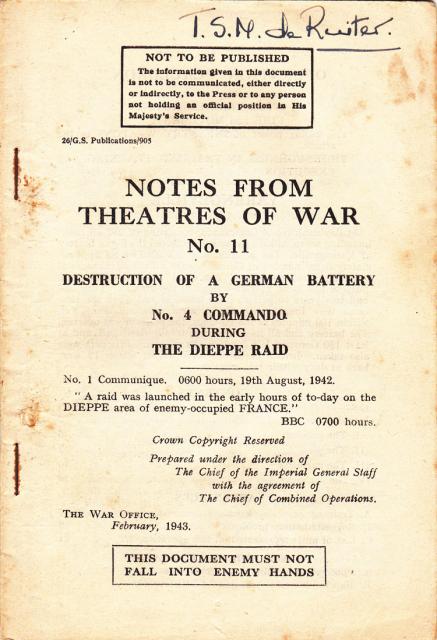 T.S.M. de Ruiter.
NOT TO BE PUBLISHED
The information given in this document
is not to be communicated, either directly
or indirectly, to the Press or to any person
not holding an official position in His
Majesty's Service.
26/G.S. Publications/905
NOTES FROM
THEATRES OF WAR
No. 11
DESTRUCTION OF A GERMAN BATTERY
BY
No. 4 COMMANDO
DURING
THE DIEPPE RAID
No. 1 Communique. 0600 hours, 19th August, 1942.
" A raid was launched in the early hours of to-day on the
DIEPPE area of enemy-occupied FRANCE."
BBC 0700 hours.
Crown Copyright Reserved
Prepared under the direction of
The Chief of the Imperial General Staff
with the agreement of
The Chief of Combined Operations.
THE WAR OFFICE,
February, 1943.
THIS DOCUMENT MUST NOT
FALL INTO ENEMY HANDS